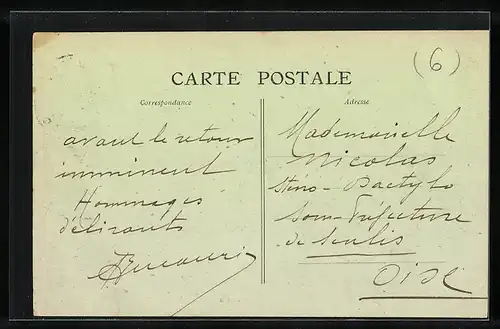 (6)
CARTE POSTALE
Correspondance
avant le retour
imminent
Hommages
délirants
Adresse
Mademoiselle
Nicolas
Sténo-Dactylo
Sous-Préfecture
de Senlis
Oise